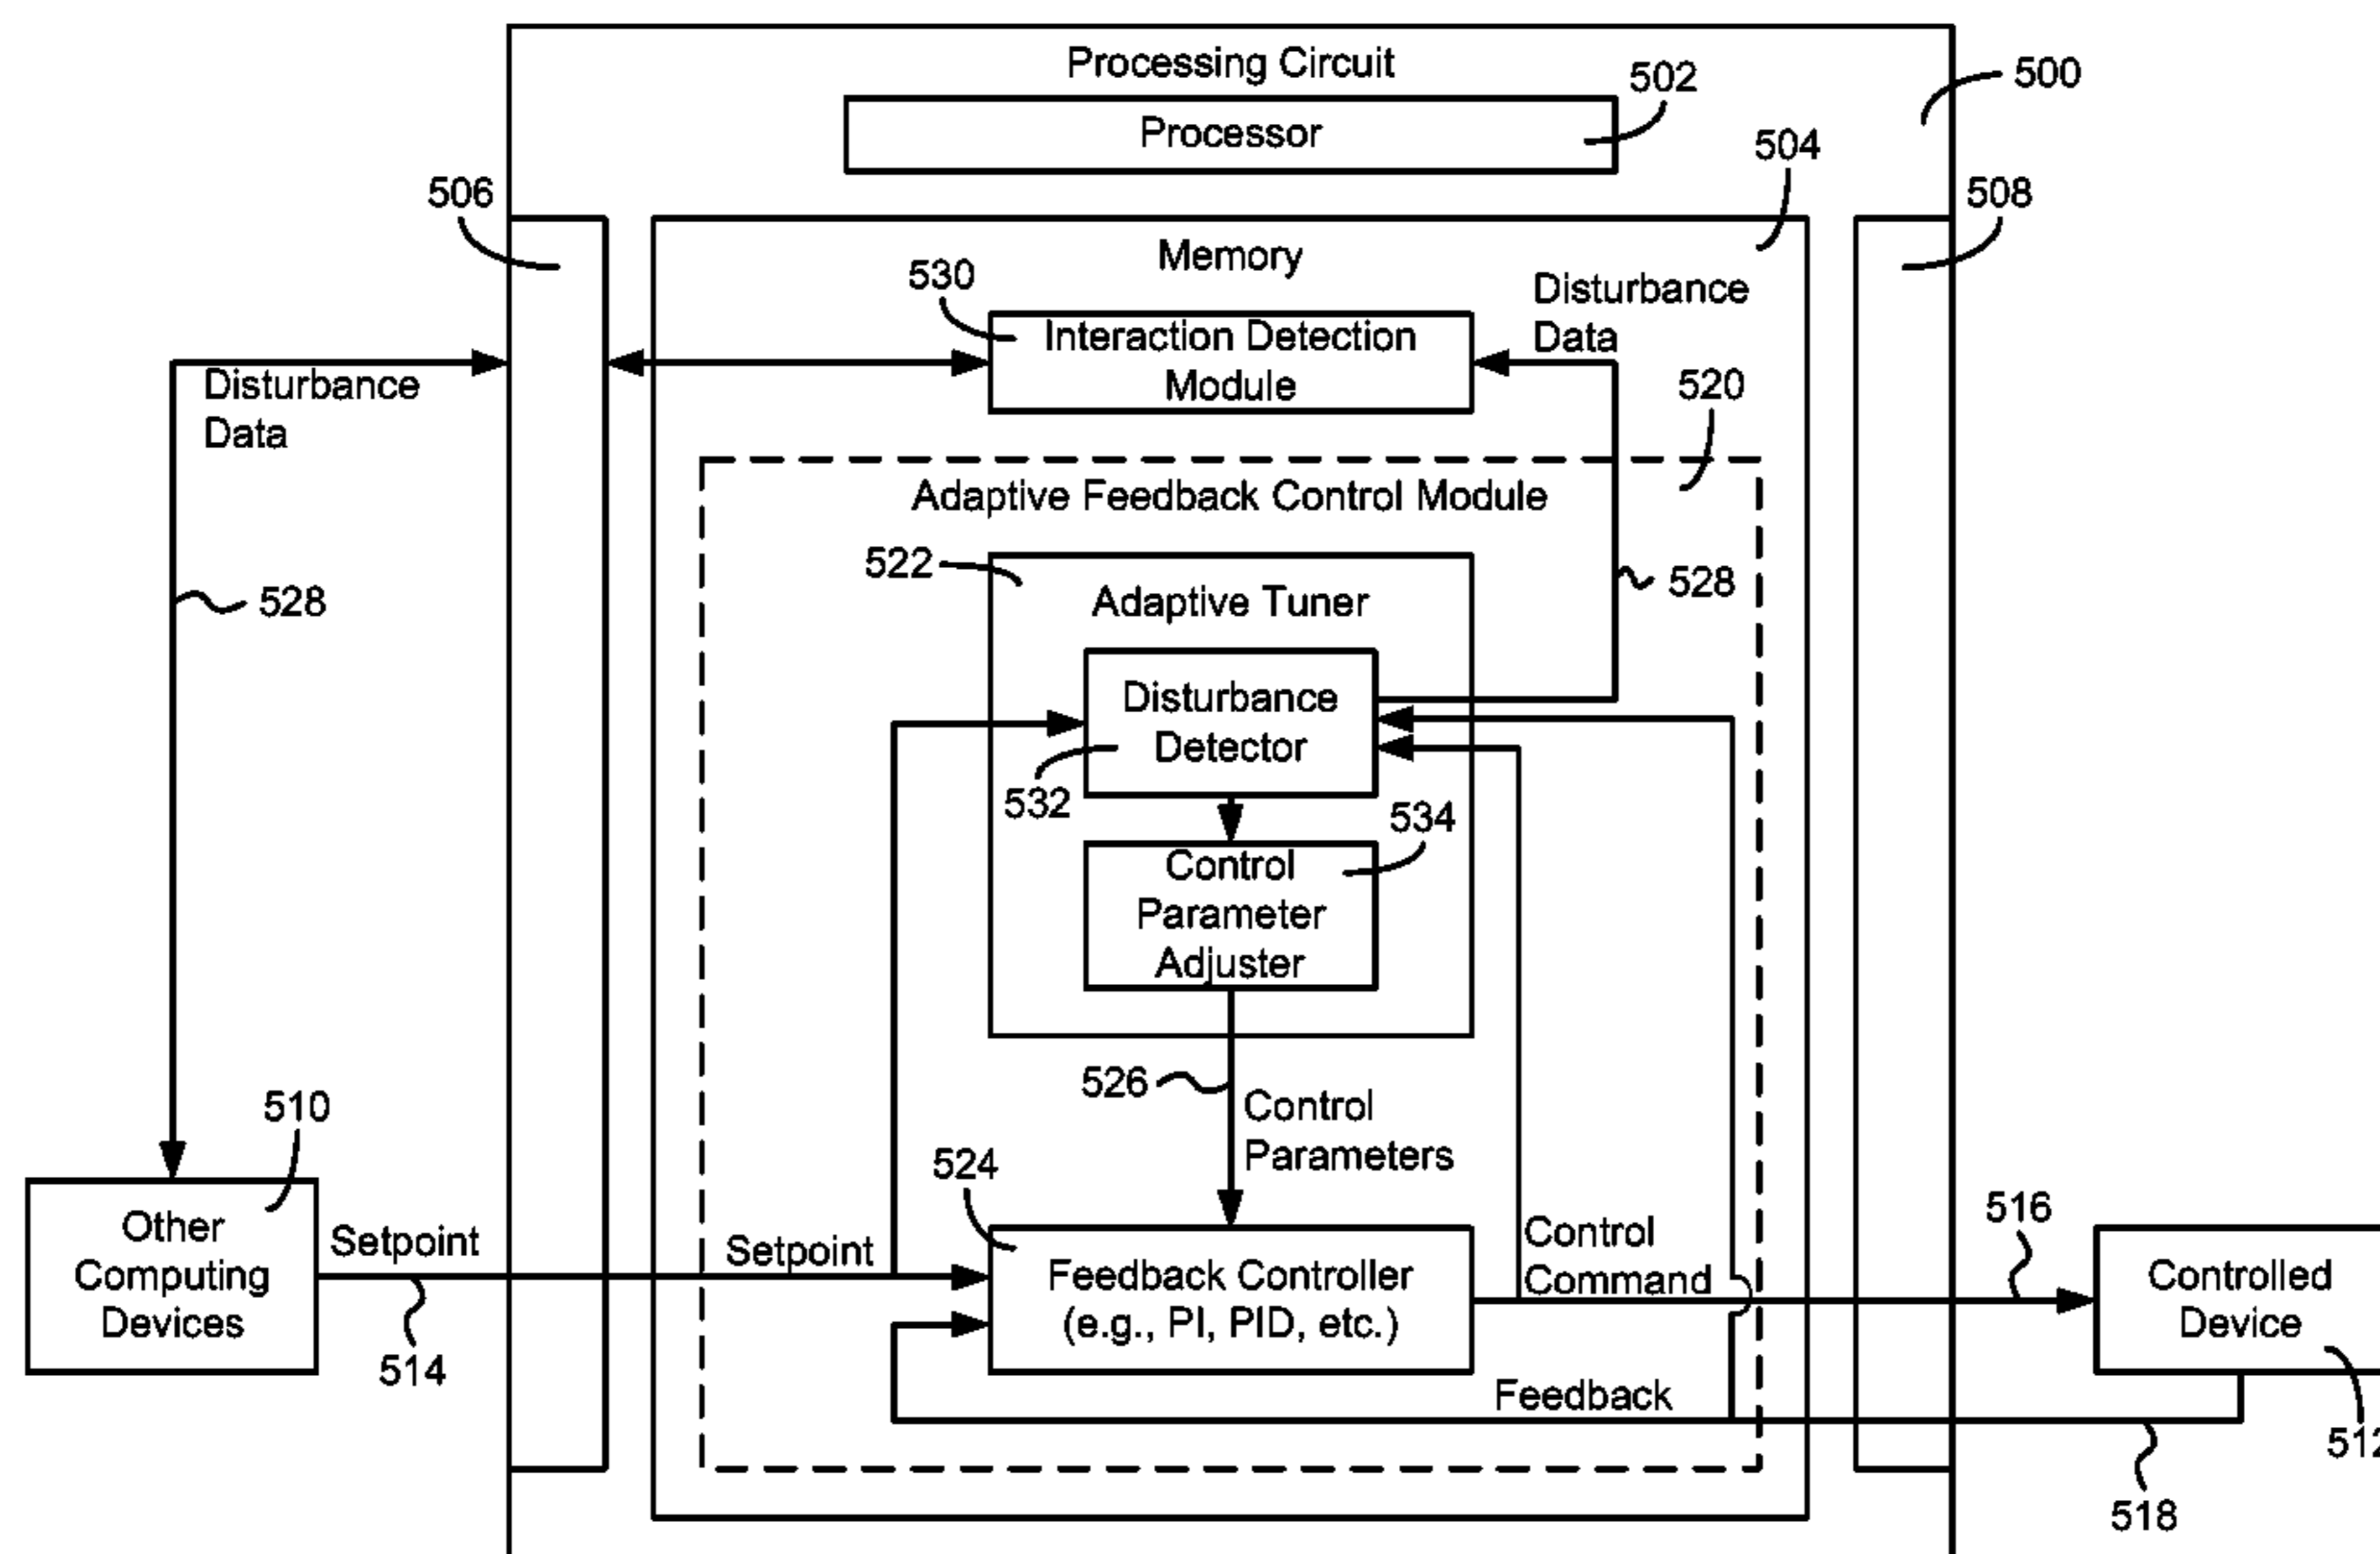 Processing Circuit
502
500
Processor
504
506
508
Memory
530
Disturbance
Data
Interaction Detection
Module
Disturbance
Data
520
Adaptive Feedback Control Module
522
528
528
Adaptive Tuner
Disturbance
Detector
532
534
Control
Parameter
Adjuster
526
Control
Parameters
510
524
516
Other
Computing
Devices
Setpoint
Setpoint
Control
Command
Feedback Controller
(e.g., PI, PID, etc.)
Controlled
Device
514
Feedback
512
518